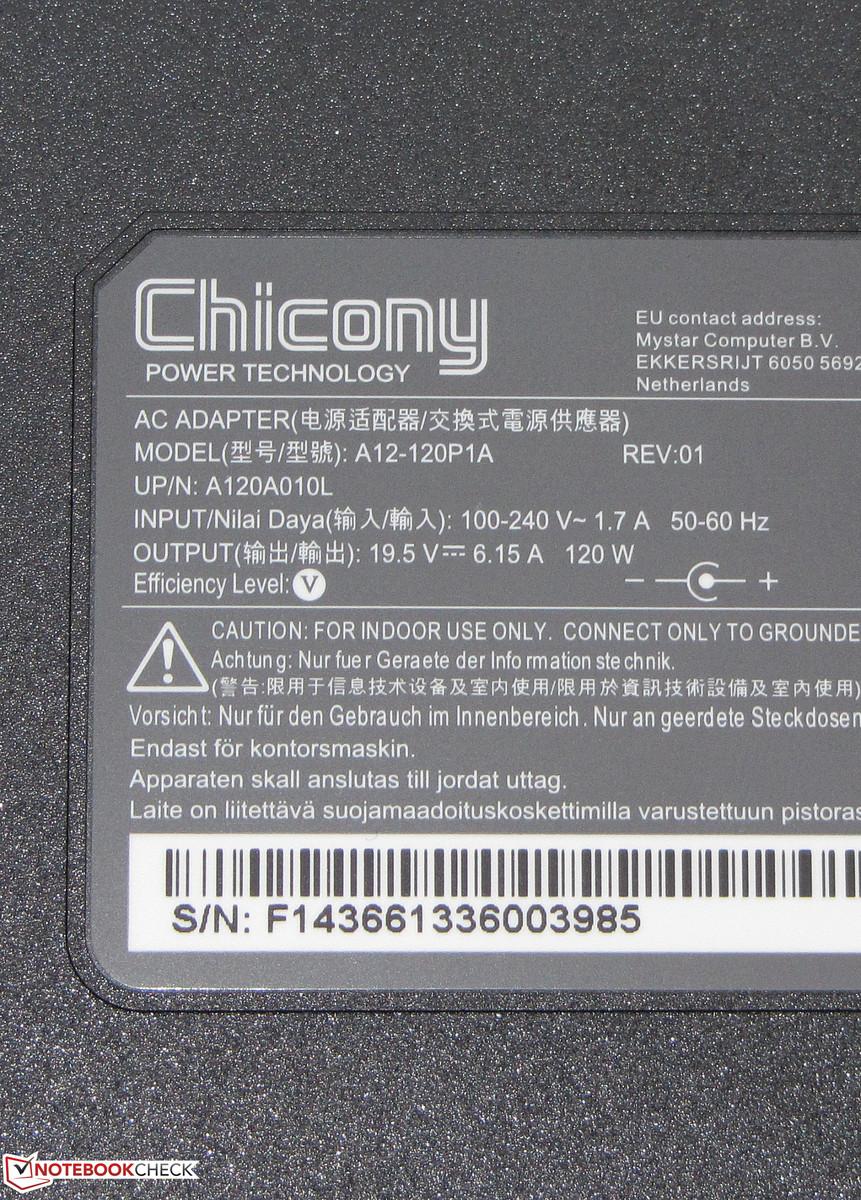 Chicony
POWER TECHNOLOGY
EU contact address:
Mystar Computer B.V.
EKKERSRIJT 6050 5692
Netherlands
AC ADAPTER(电源适配器/交換式電源供應器)
MODEL(型号/型號): A12-120P1A REV:01
UP/N: A120A010L
INPUT/Nilai Daya(输入/輸入): 100-240 V~ 1.7 A 50-60 Hz
OUTPUT(输出/輸出): 19.5 V⎓ 6.15 A 120 W
Efficiency Level: V
− +
CAUTION: FOR INDOOR USE ONLY. CONNECT ONLY TO GROUNDE
Achtung: Nur fuer Geraete der Informationstechnik.
(警告:限用于信息技术设备及室内使用/限用於資訊技術設備及室內使用)
Vorsicht: Nur für den Gebrauch im Innenbereich. Nur an geerdete Steckdosen
Endast för kontorsmaskin.
Apparaten skall anslutas till jordat uttag.
Laite on liitettävä suojamaadoituskoskettimilla varustettuun pistoras
S/N: F143661336003985
NOTEBOOKCHECK